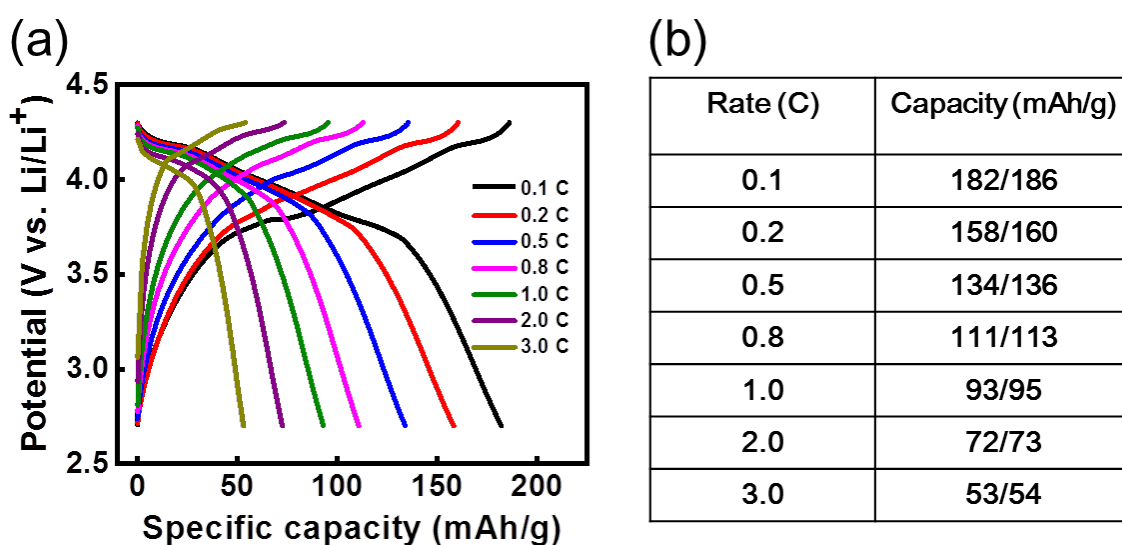 (a)
4.5
4.0
3.5
3.0
2.5
Potential (V vs. Li/Li⁺)
0.1 C
0.2 C
0.5 C
0.8 C
1.0 C
2.0 C
3.0 C
0 50 100 150 200
Specific capacity (mAh/g)
(b)
Rate (C) Capacity (mAh/g)
0.1 182/186
0.2 158/160
0.5 134/136
0.8 111/113
1.0 93/95
2.0 72/73
3.0 53/54